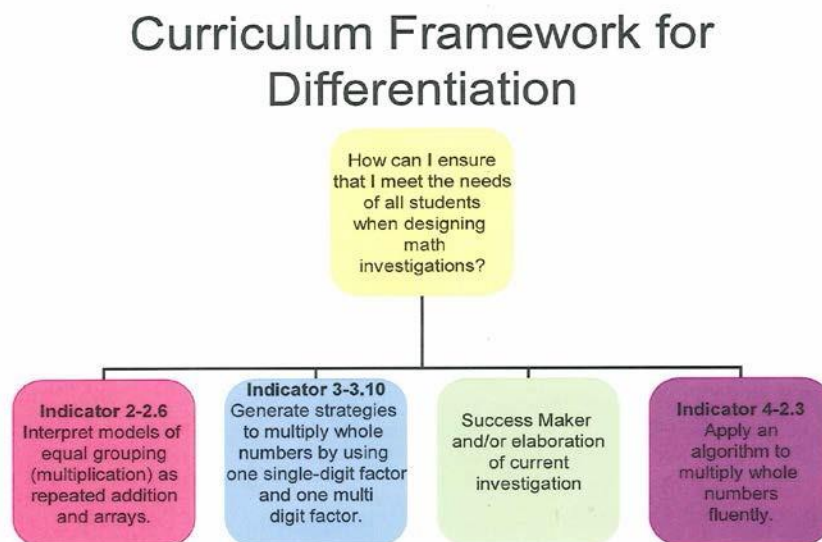 Curriculum Framework for
Differentiation
How can I ensure
that I meet the needs
of all students
when designing
math
investigations?
Indicator 2-2.6
Interpret models of
equal grouping
(multiplication) as
repeated addition
and arrays.
Indicator 3-3.10
Generate strategies
to multiply whole
numbers by using
one single-digit factor
and one multi
digit factor.
Success Maker
and/or elaboration
of current
investigation
Indicator 4-2.3
Apply an
algorithm to
multiply whole
numbers
fluently.